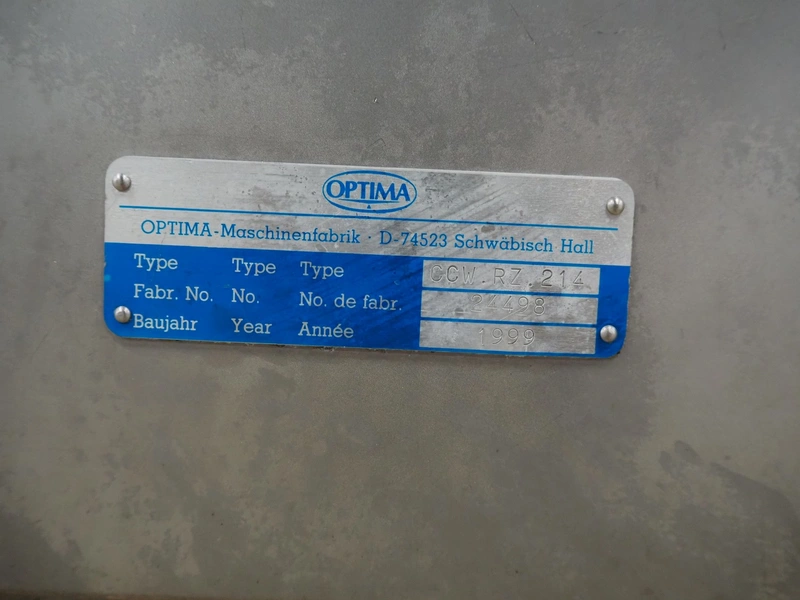 OPTIMA
OPTIMA-Maschinenfabrik · D-74523 Schwäbisch Hall
Type Type Type CCW.RZ.214
Fabr. No. No. No. de fabr. 24498
Baujahr Year Année 1999